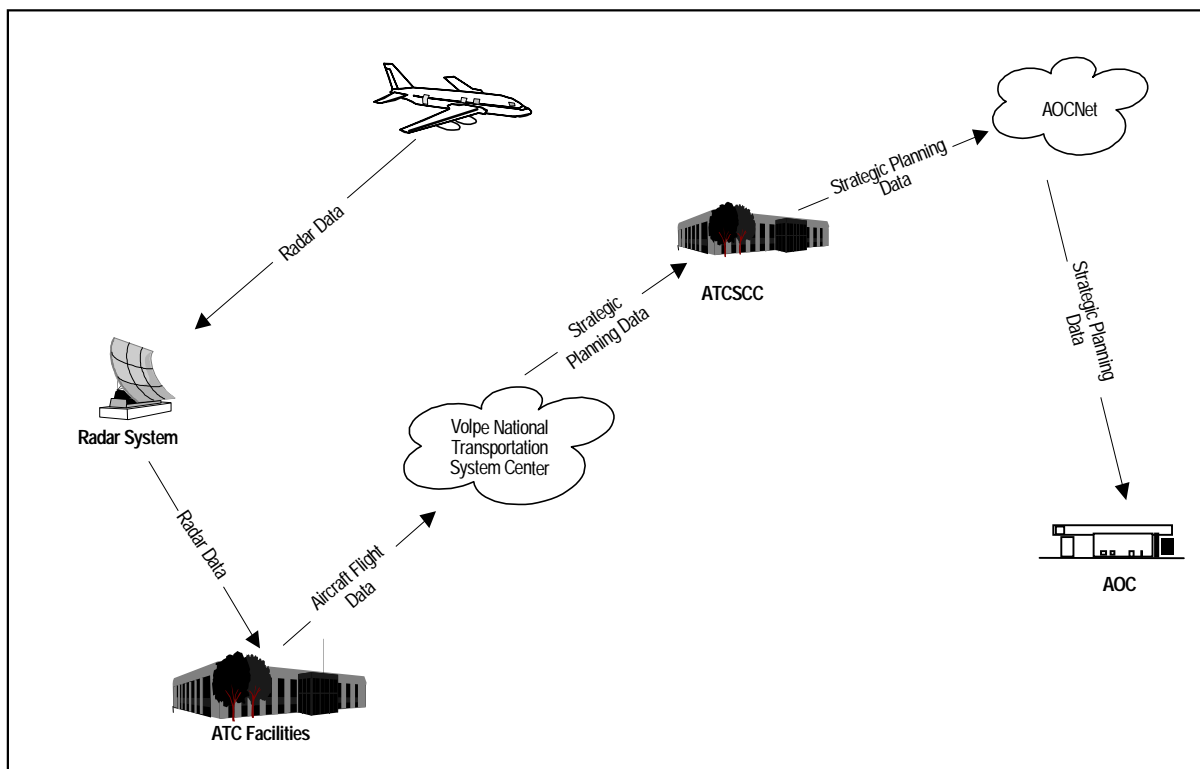 Radar Data
Radar System
Radar Data
ATC Facilities
Aircraft Flight
Data
Volpe National
Transportation
System Center
Strategic
Planning Data
ATCSCC
Strategic Planning
Data
AOCNet
Strategic Planning
Data
AOC